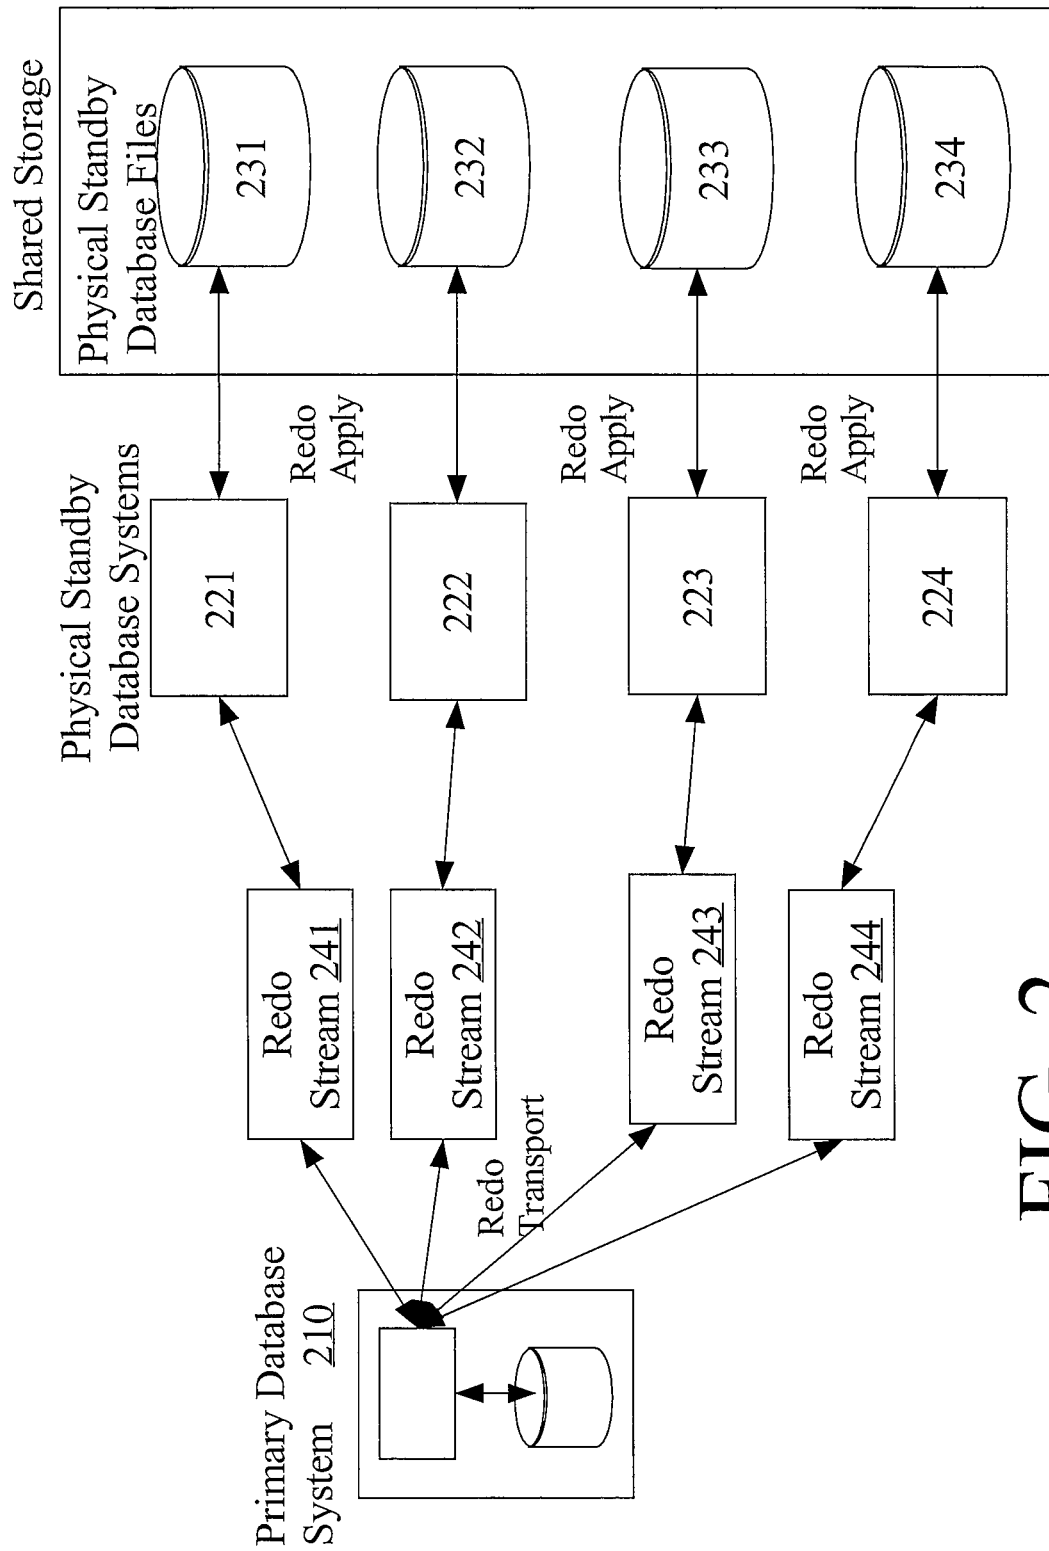 Primary Database
System 210
Redo
Transport
Redo
Stream 241
Redo
Stream 242
Redo
Stream 243
Redo
Stream 244
Physical Standby
Database Systems
221
222
223
224
Redo
Apply
Redo
Apply
Redo
Apply
Shared Storage
Physical Standby
Database Files
231
232
233
234